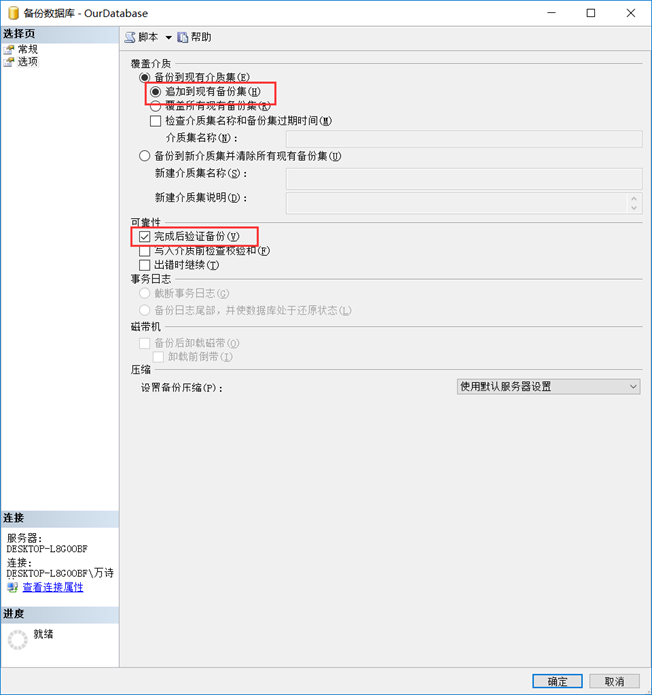 备份数据库 - OurDatabase
选择页
常规
选项
脚本 帮助
覆盖介质
备份到现有介质集(E)
追加到现有备份集(H)
覆盖所有现有备份集(R)
检查介质集名称和备份集过期时间(M)
介质集名称(N):
备份到新介质集并清除所有现有备份集(U)
新建介质集名称(S):
新建介质集说明(D):
可靠性
完成后验证备份(V)
写入介质前检查校验和(F)
出错时继续(T)
事务日志
截断事务日志(G)
备份日志尾部，并使数据库处于还原状态(L)
磁带机
备份后卸载磁带(O)
卸载前倒带(I)
压缩
设置备份压缩(P): 使用默认服务器设置
连接
服务器:
DESKTOP-L8GOOBF
连接:
DESKTOP-L8GOOBF\万诗
查看连接属性
进度
就绪
确定 取消